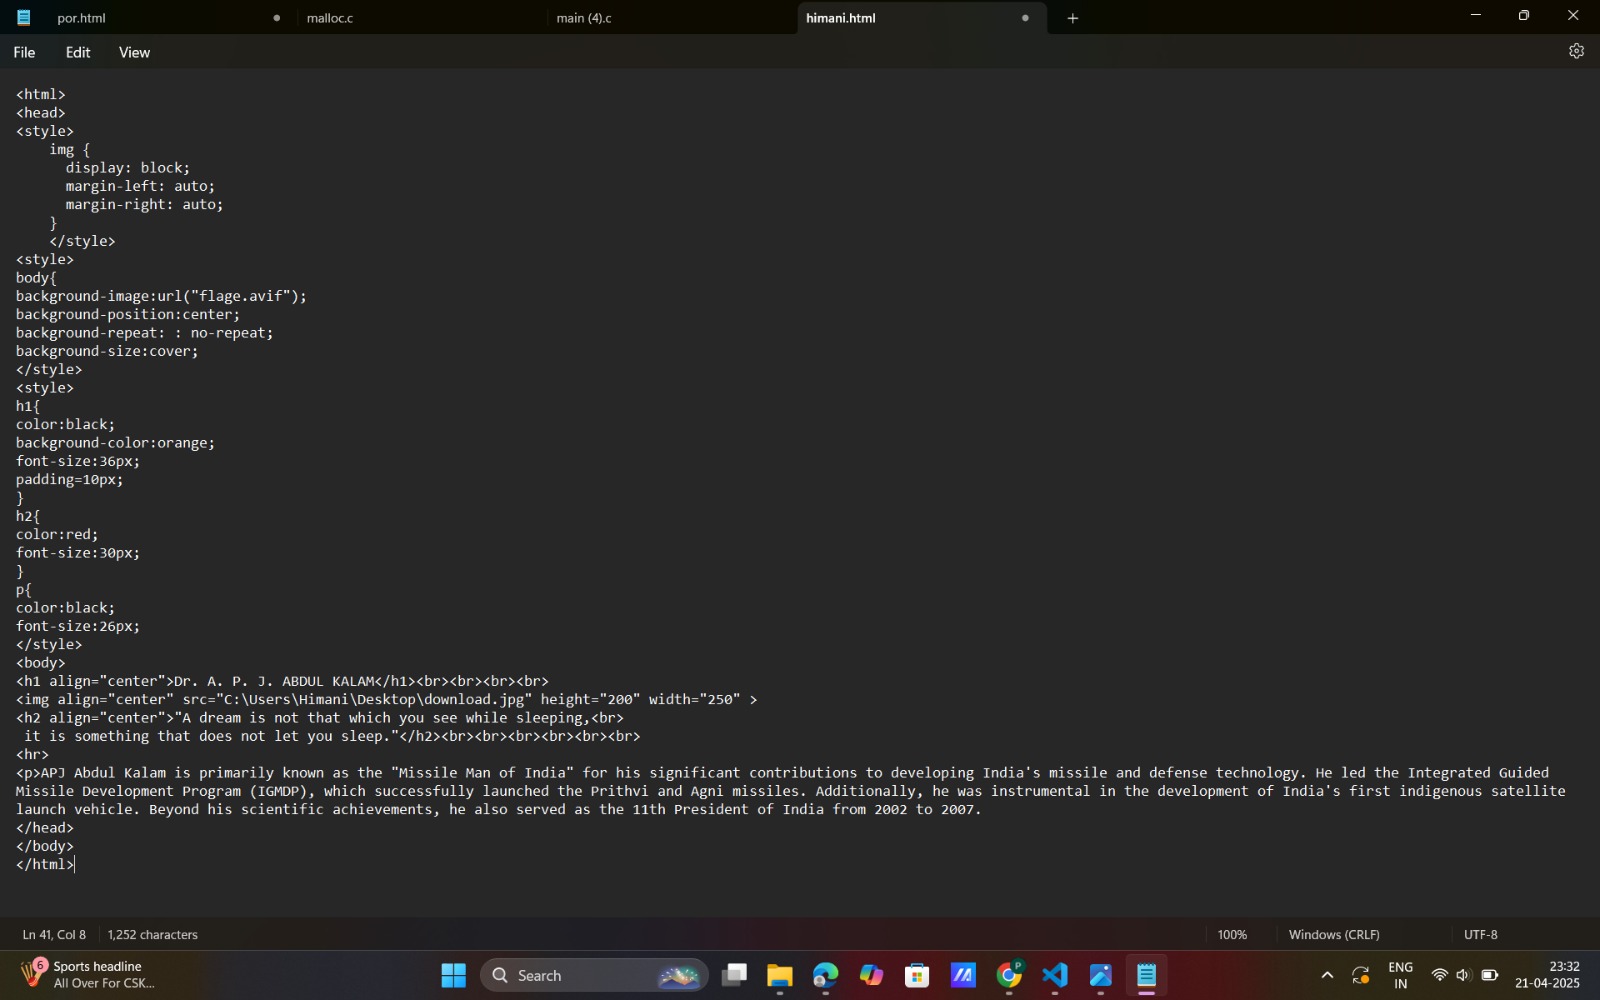 por.html
malloc.c
main (4).c
himani.html
File Edit View
<html>
<head>
<style>
    img {
      display: block;
      margin-left: auto;
      margin-right: auto;
    }
    </style>
<style>
body{
background-image:url("flage.avif");
background-position:center;
background-repeat: : no-repeat;
background-size:cover;
</style>
<style>
h1{
color:black;
background-color:orange;
font-size:36px;
padding=10px;
}
h2{
color:red;
font-size:30px;
}
p{
color:black;
font-size:26px;
</style>
<body>
<h1 align="center">Dr. A. P. J. ABDUL KALAM</h1><br><br><br><br>
<img align="center" src="C:\Users\Himani\Desktop\download.jpg" height="200" width="250" >
<h2 align="center">"A dream is not that which you see while sleeping,<br>
 it is something that does not let you sleep."</h2><br><br><br><br><br><br>
<hr>
<p>APJ Abdul Kalam is primarily known as the "Missile Man of India" for his significant contributions to developing India's missile and defense technology. He led the Integrated Guided
Missile Development Program (IGMDP), which successfully launched the Prithvi and Agni missiles. Additionally, he was instrumental in the development of India's first indigenous satellite
launch vehicle. Beyond his scientific achievements, he also served as the 11th President of India from 2002 to 2007.
</head>
</body>
</html>
Ln 41, Col 8 1,252 characters 100% Windows (CRLF) UTF-8
6
Sports headline
All Over For CSK...
Search
P
ENG
IN
23:32
21-04-2025